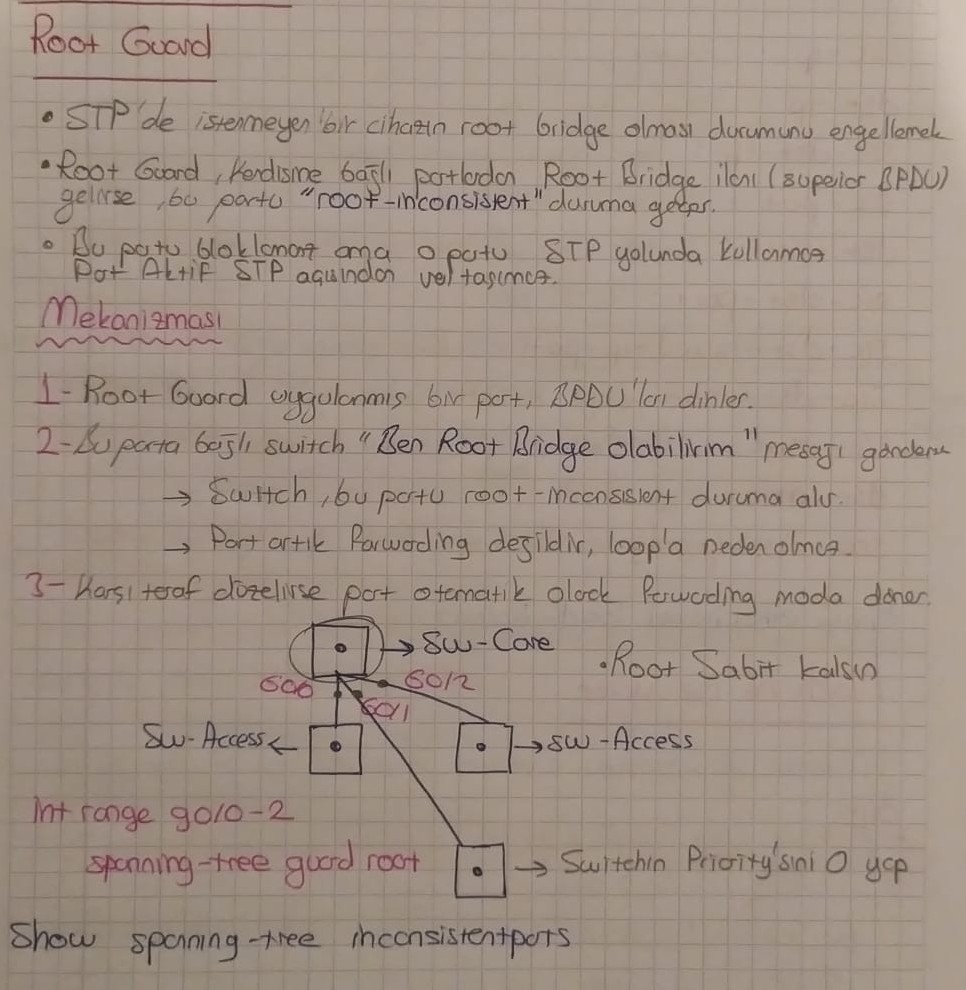 Root Guard
• STP'de istenmeyen bir cihazın root bridge olması durumunu engellemek
• Root Guard, Kendisine bağlı portlardan Root Bridge ilanı (superior BPDU)
gelirse, bu portu "root-inconsistent" duruma geçer.
• Bu portu bloklamaz ama o portu STP yolunda kullanmaz
Port Aktif STP ağından veri taşımaz.
Mekanizması
1- Root Guard uygulanmış bir port, BPDU'ları dinler.
2- Bu porta bağlı switch "Ben Root Bridge olabilirim" mesajı gönderir
→ Switch, bu portu root-inconsistent duruma alır.
→ Port artık Forwarding değildir, loop'a neden olmaz.
3- Karşı taraf düzelirse port otomatik olarak Forwarding moda döner.
→ SW-Core
• Root Sabit kalsın
G0/2
G0/1
SW-Access ←
→ SW-Access
Int range g0/0-2
spanning-tree guard root
→ Switchin Priority'sini 0 yap
Show spanning-tree inconsistentports